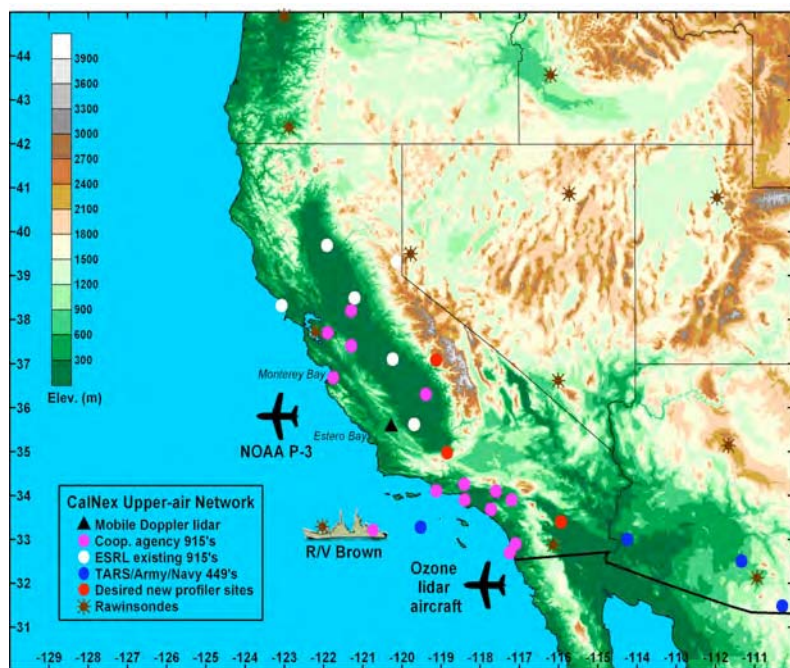 44
43
42
41
40
39
38
37
36
35
34
33
32
31
3900
3600
3300
3000
2700
2400
2100
1800
1500
1200
900
600
300
Elev. (m)
Monterey Bay
Estero Bay
NOAA P-3
CalNex Upper-air Network
Mobile Doppler lidar
Coop. agency 915's
ESRL existing 915's
TARS/Army/Navy 449's
Desired new profiler sites
Rawinsondes
R/V Brown
Ozone
lidar
aircraft
-126 -125 -124 -123 -122 -121 -120 -119 -118 -117 -116 -115 -114 -113 -112 -111